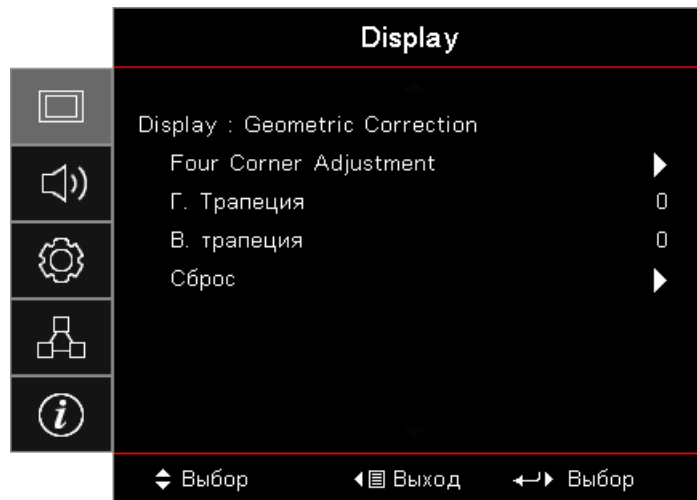 Display
Display : Geometric Correction
Four Corner Adjustment
Г. Трапеция 0
В. трапеция 0
Сброс
Выбор Выход Выбор